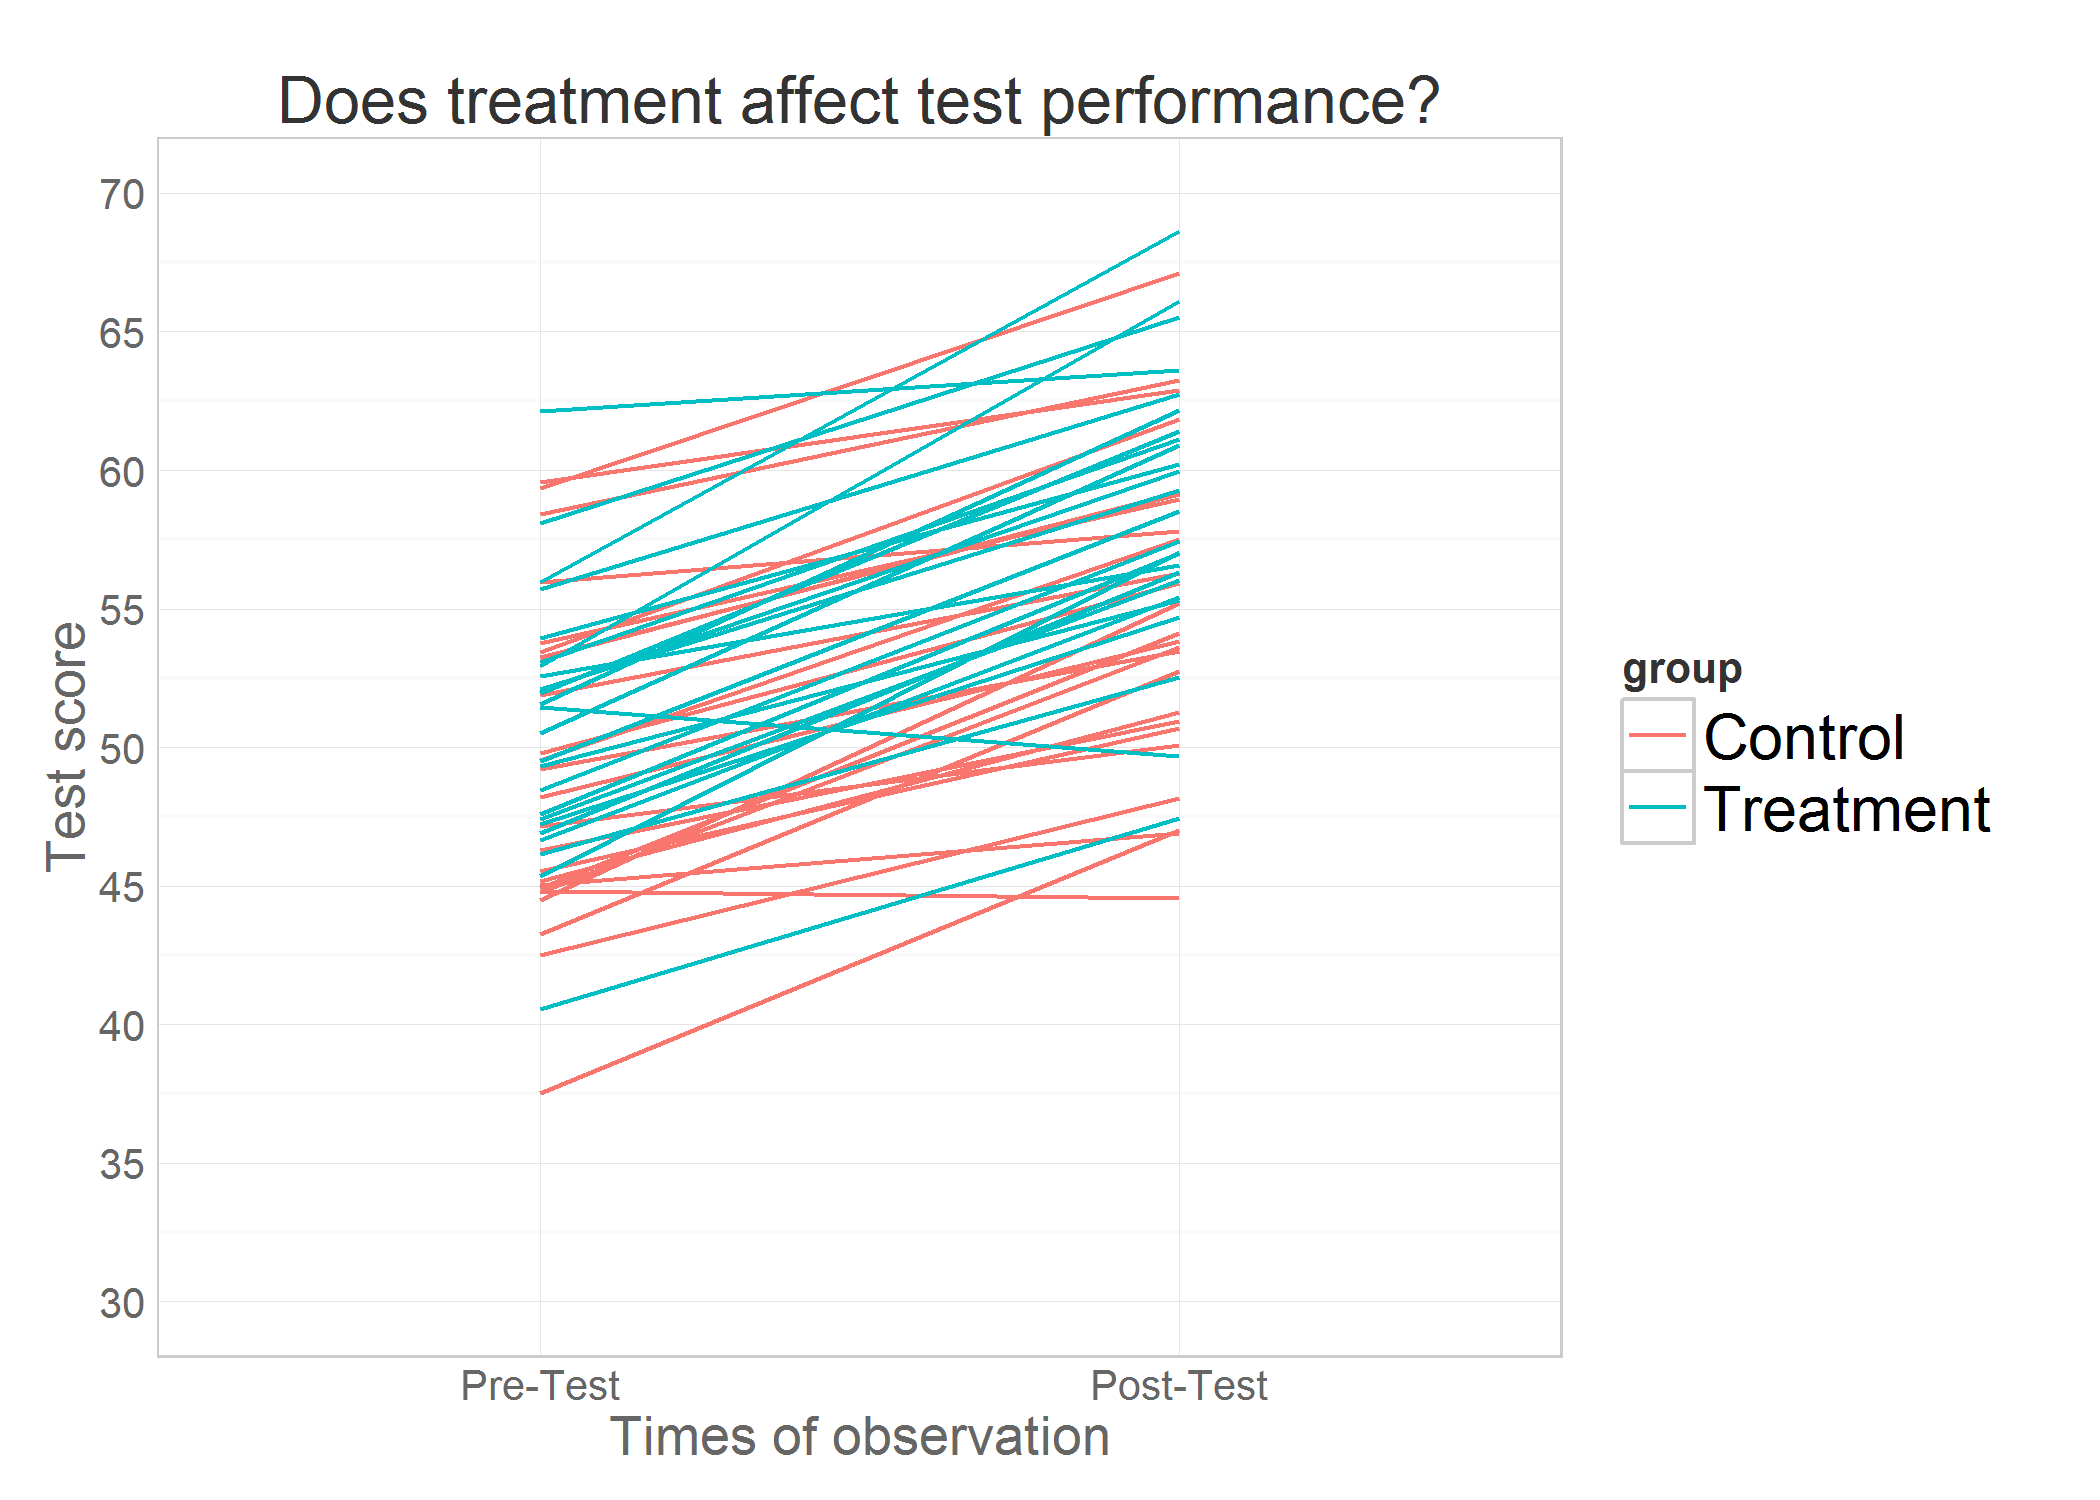 Does treatment affect test performance?
70
65
60
55
50
45
40
35
30
Test score
Pre-Test
Post-Test
Times of observation
group
Control
Treatment